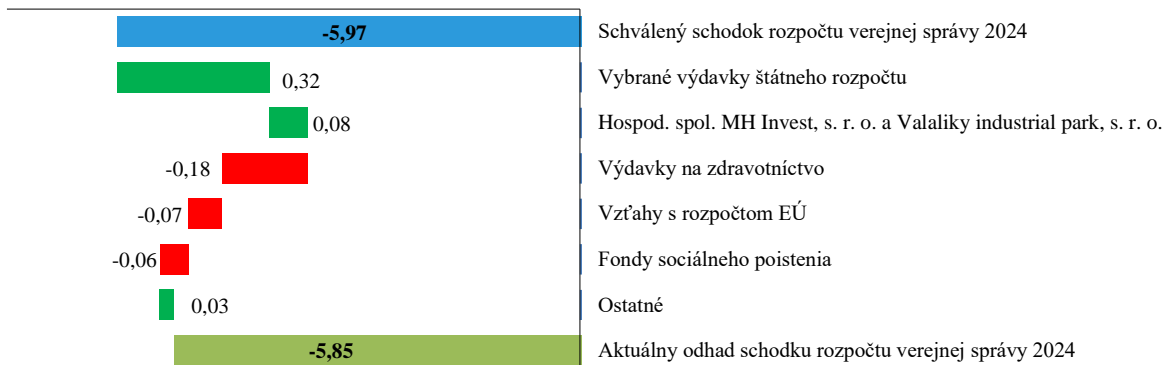 -5,97 Schválený schodok rozpočtu verejnej správy 2024
0,32 Vybrané výdavky štátneho rozpočtu
0,08 Hospod. spol. MH Invest, s. r. o. a Valaliky industrial park, s. r. o.
-0,18 Výdavky na zdravotníctvo
-0,07 Vzťahy s rozpočtom EÚ
-0,06 Fondy sociálneho poistenia
0,03 Ostatné
-5,85 Aktuálny odhad schodku rozpočtu verejnej správy 2024